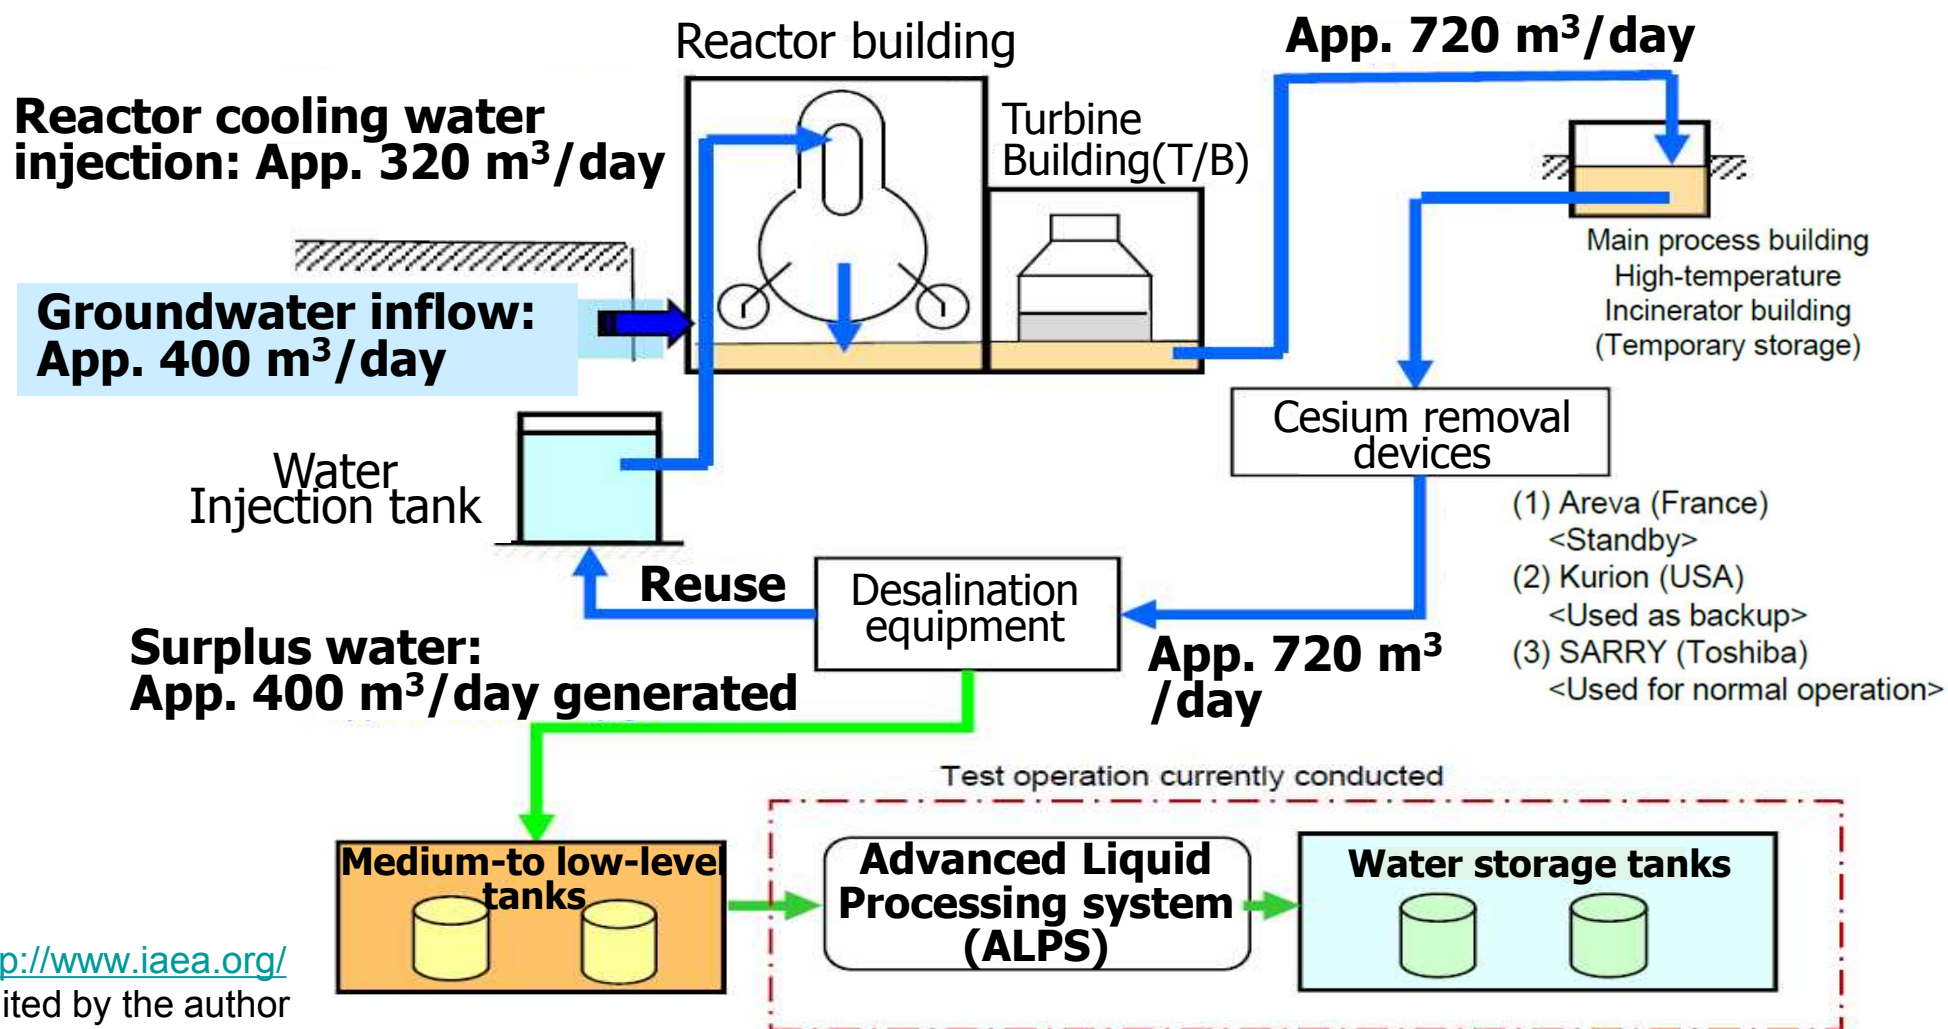 Reactor building
App. 720 m³/day
Reactor cooling water
injection: App. 320 m³/day
Turbine
Building(T/B)
Groundwater inflow:
App. 400 m³/day
Main process building
High-temperature
Incinerator building
(Temporary storage)
Cesium removal
devices
Water
Injection tank
(1) Areva (France)
<Standby>
(2) Kurion (USA)
<Used as backup>
(3) SARRY (Toshiba)
<Used for normal operation>
Reuse
Desalination
equipment
App. 720 m³
/day
Surplus water:
App. 400 m³/day generated
Test operation currently conducted
Medium-to low-level
tanks
Advanced Liquid
Processing system
(ALPS)
Water storage tanks
p://www.iaea.org/
ited by the author